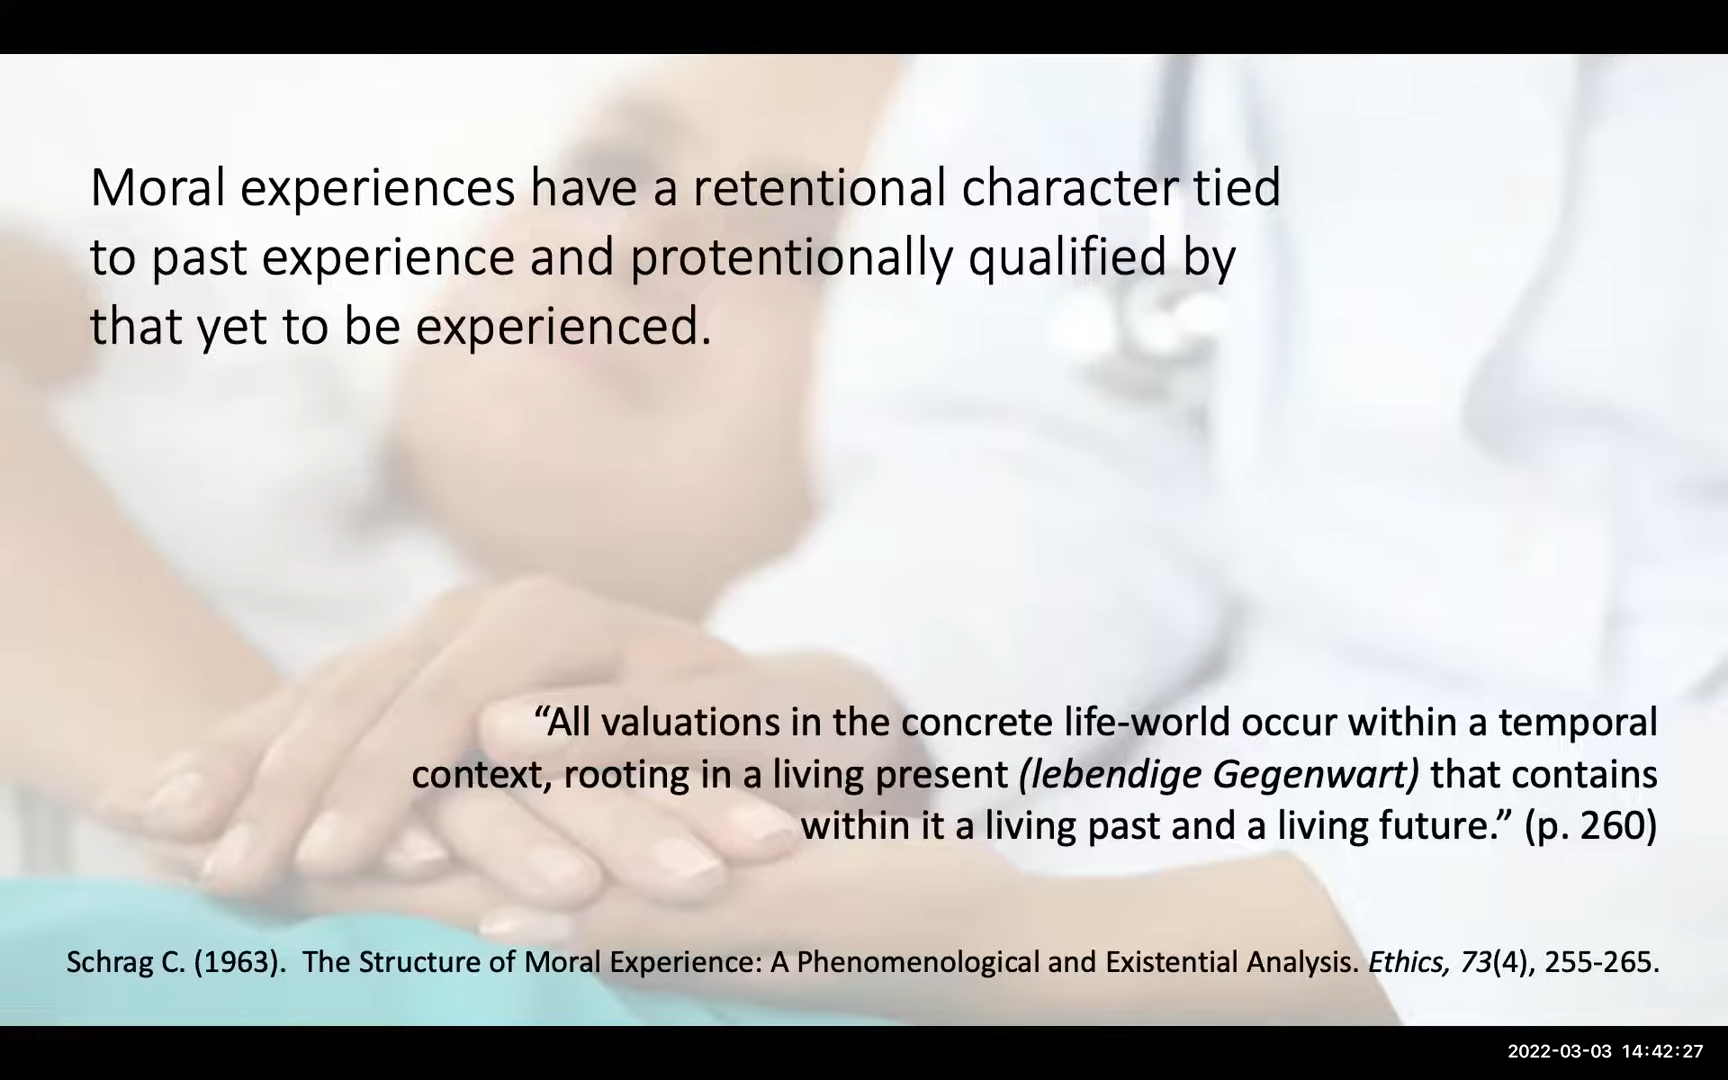 Moral experiences have a retentional character tied
to past experience and protentionally qualified by
that yet to be experienced.
“All valuations in the concrete life-world occur within a temporal
context, rooting in a living present (lebendige Gegenwart) that contains
within it a living past and a living future.” (p. 260)
Schrag C. (1963).  The Structure of Moral Experience: A Phenomenological and Existential Analysis. Ethics, 73(4), 255-265.
2022-03-03 14:42:27